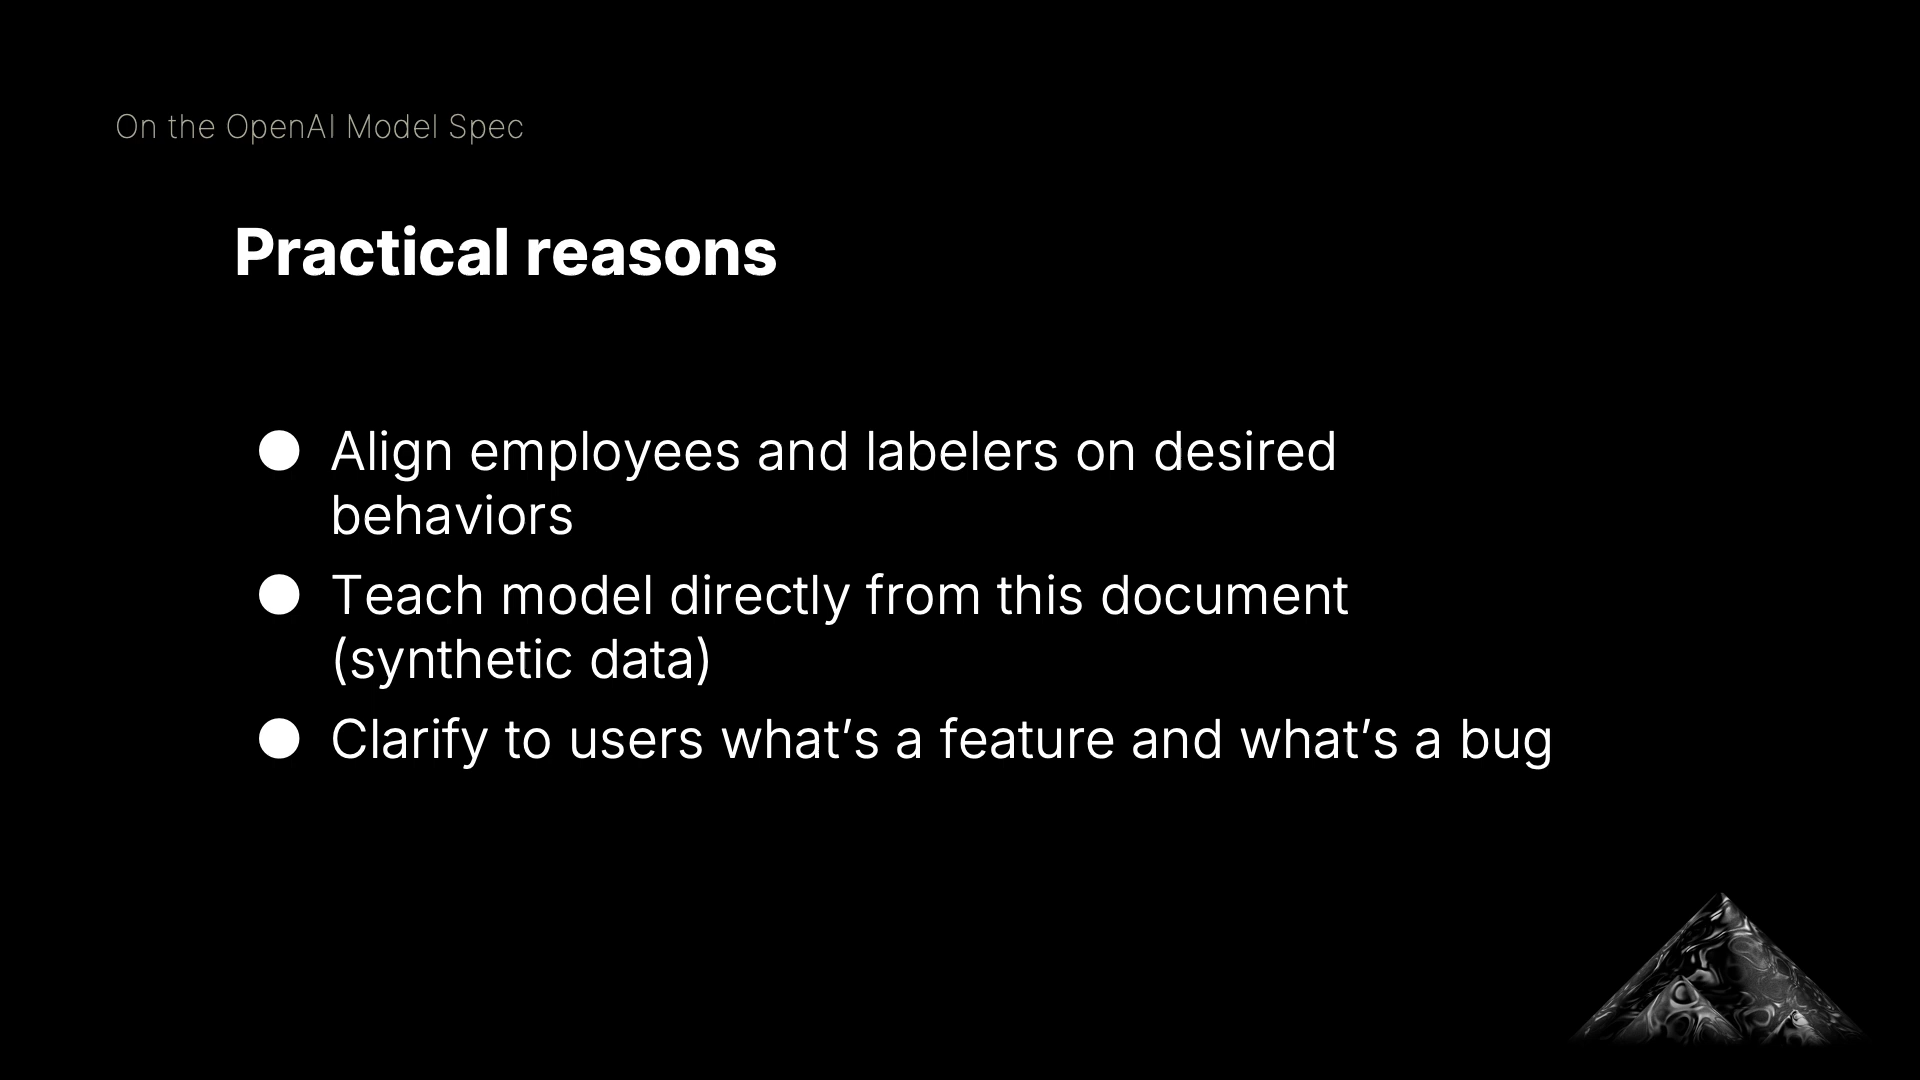 On the OpenAI Model Spec
Practical reasons
● Align employees and labelers on desired
behaviors
● Teach model directly from this document
(synthetic data)
● Clarify to users what’s a feature and what’s a bug